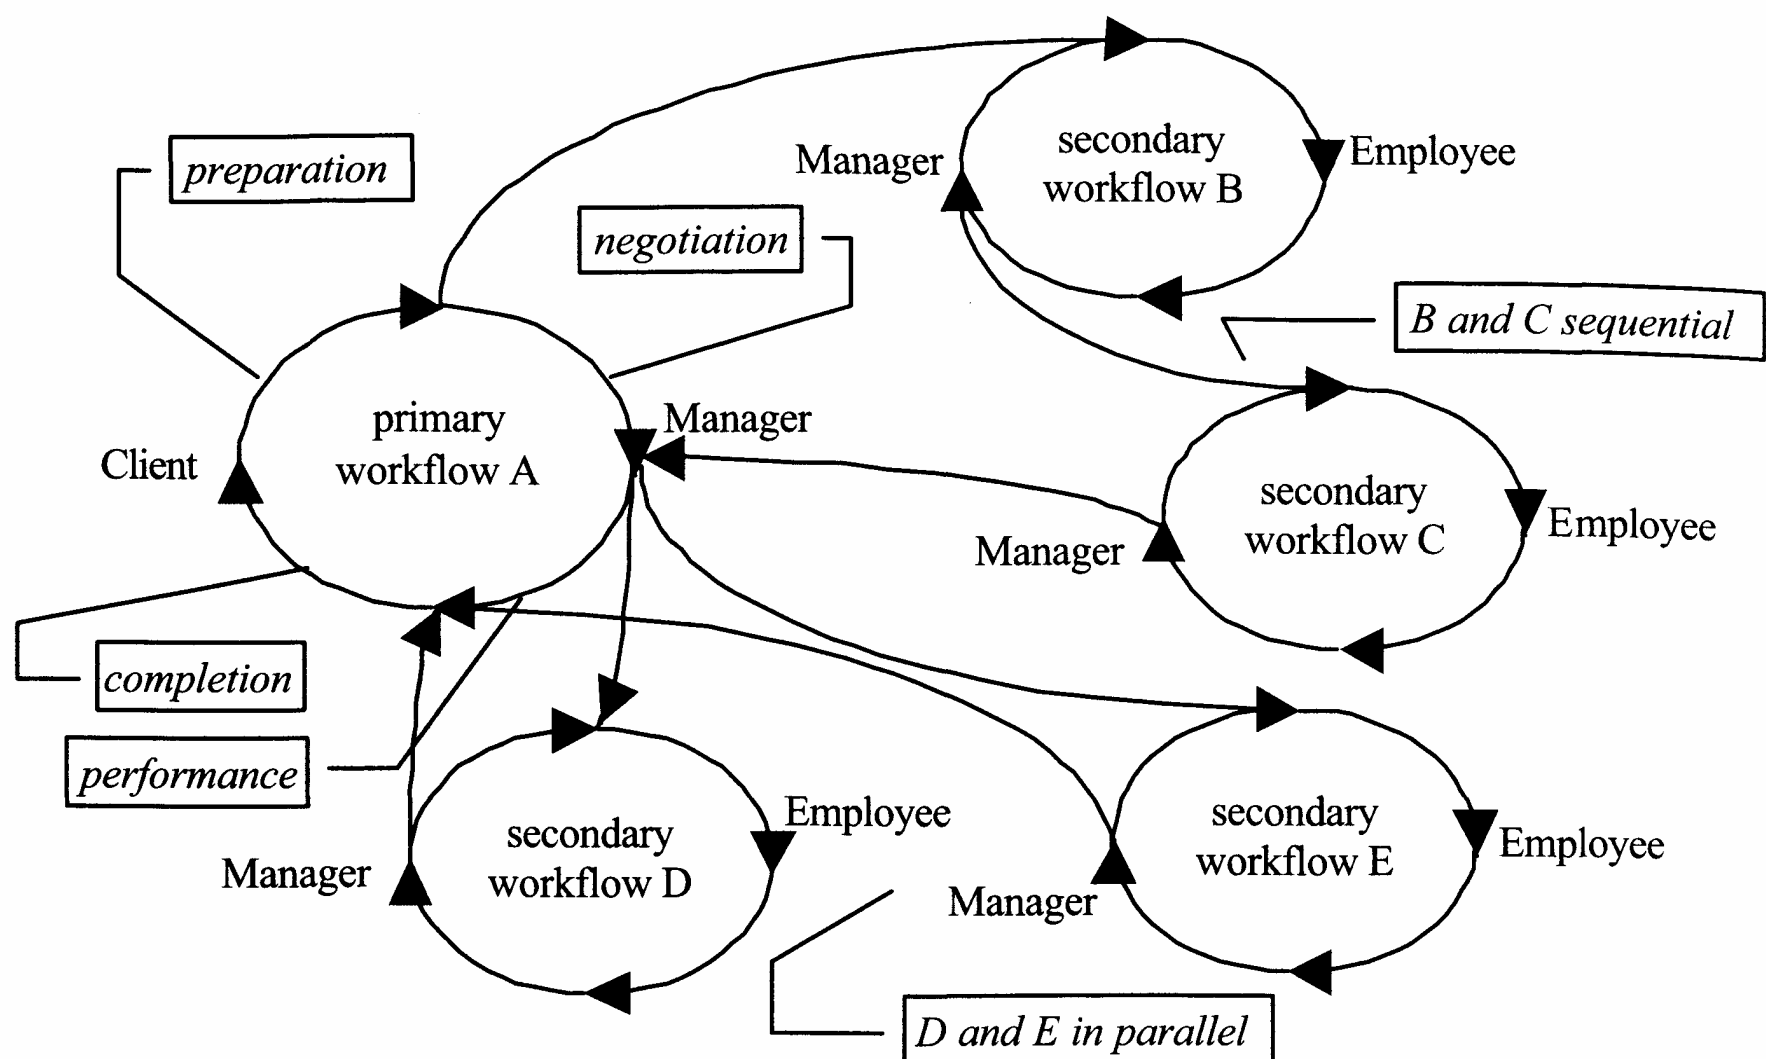 secondary
workflow B
Manager
Employee
preparation
negotiation
B and C sequential
primary
workflow A
Manager
Client
secondary
workflow C
Manager
Employee
completion
performance
secondary
workflow D
Employee
Manager
secondary
workflow E
Employee
Manager
D and E in parallel